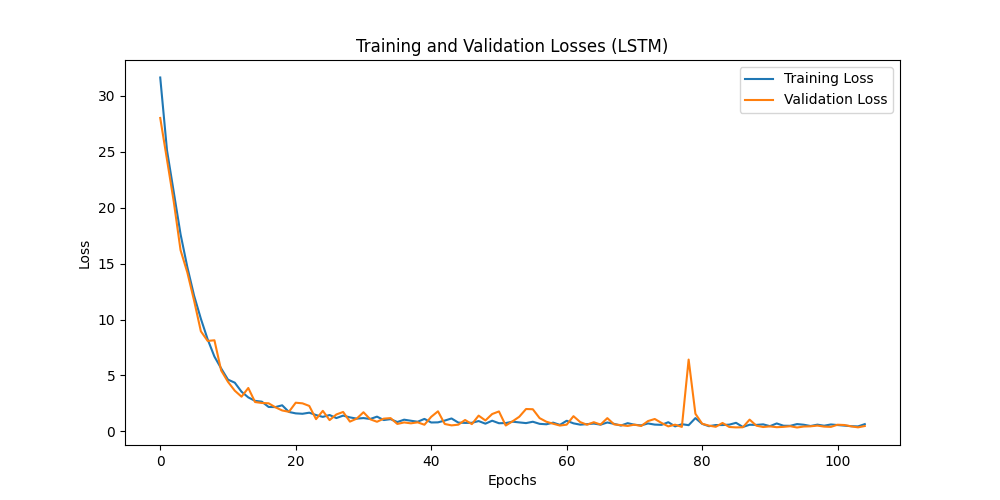 Training and Validation Losses (LSTM)
Training Loss
Validation Loss
30
25
20
15
10
5
0
Loss
0 20 40 60 80 100
Epochs